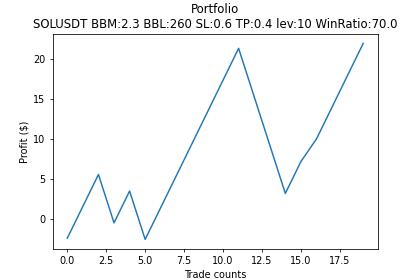 Portfolio
SOLUSDT BBM:2.3 BBL:260 SL:0.6 TP:0.4 lev:10 WinRatio:70.0
Profit ($)
20
15
10
5
0
0.0 2.5 5.0 7.5 10.0 12.5 15.0 17.5
Trade counts